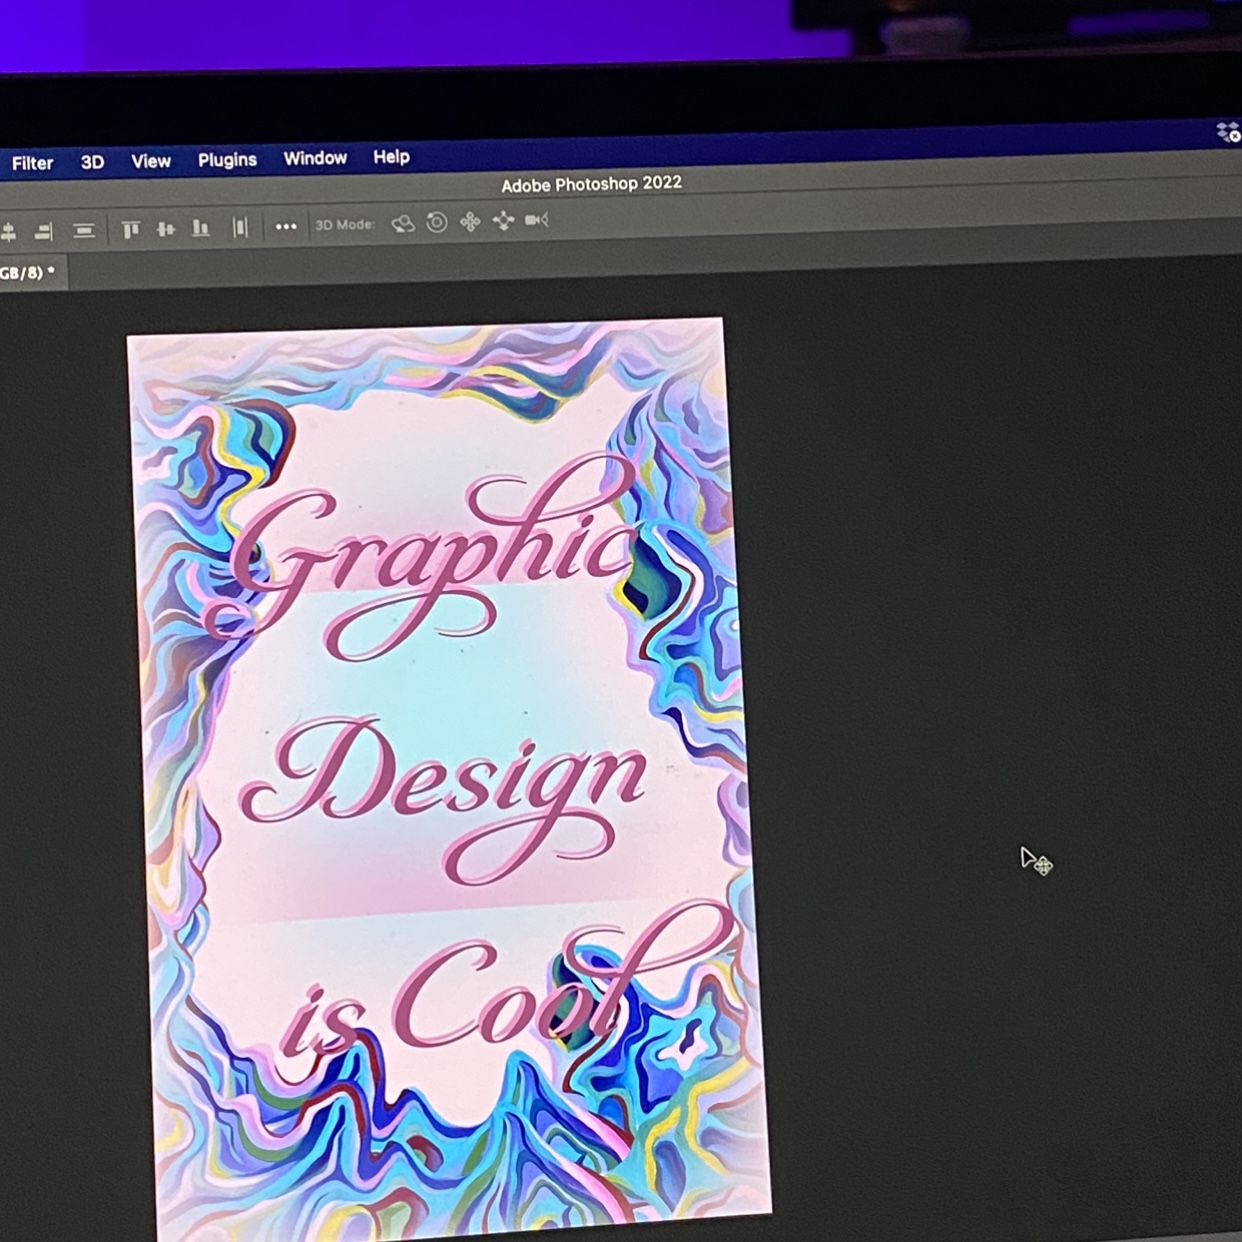 Filter 3D View Plugins Window Help
Adobe Photoshop 2022
3D Mode:
GB/8) *
Graphic
Design
is Cool